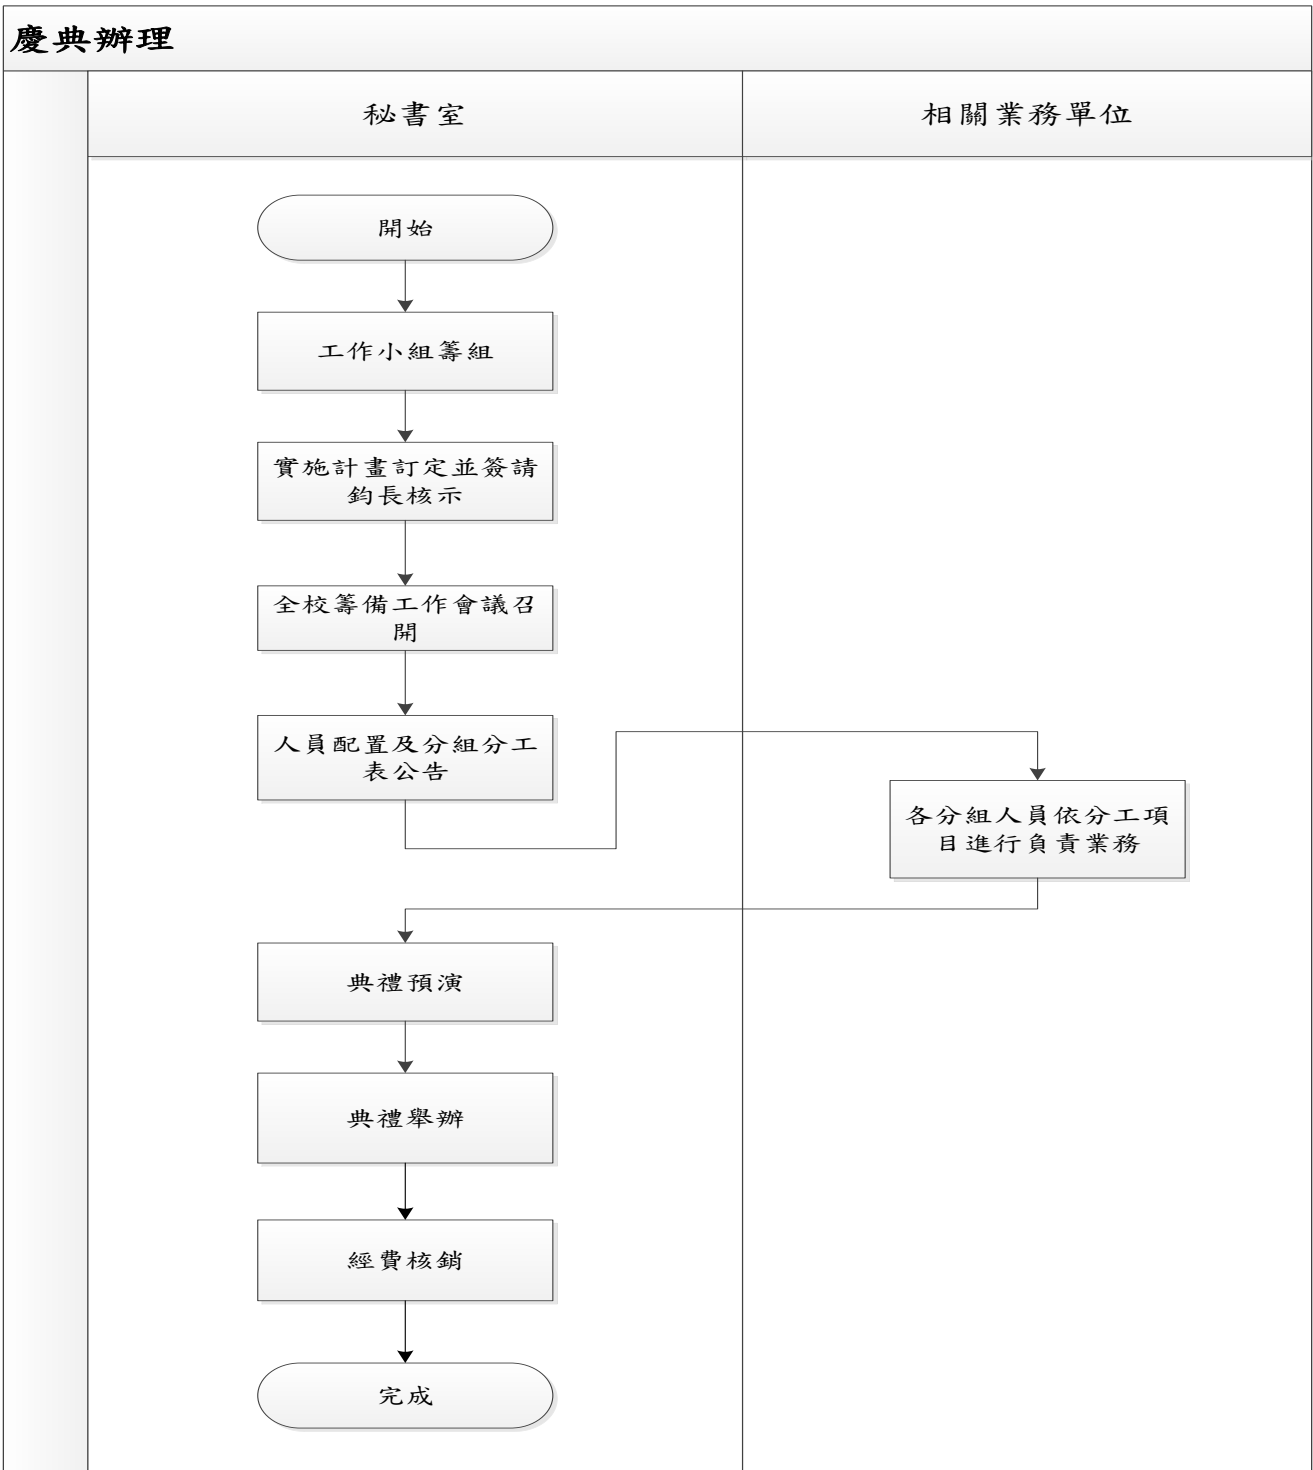 慶典辦理
秘書室
相關業務單位
開始
工作小組籌組
實施計畫訂定並簽請
鈞長核示
全校籌備工作會議召
開
人員配置及分組分工
表公告
各分組人員依分工項
目進行負責業務
典禮預演
典禮舉辦
經費核銷
完成